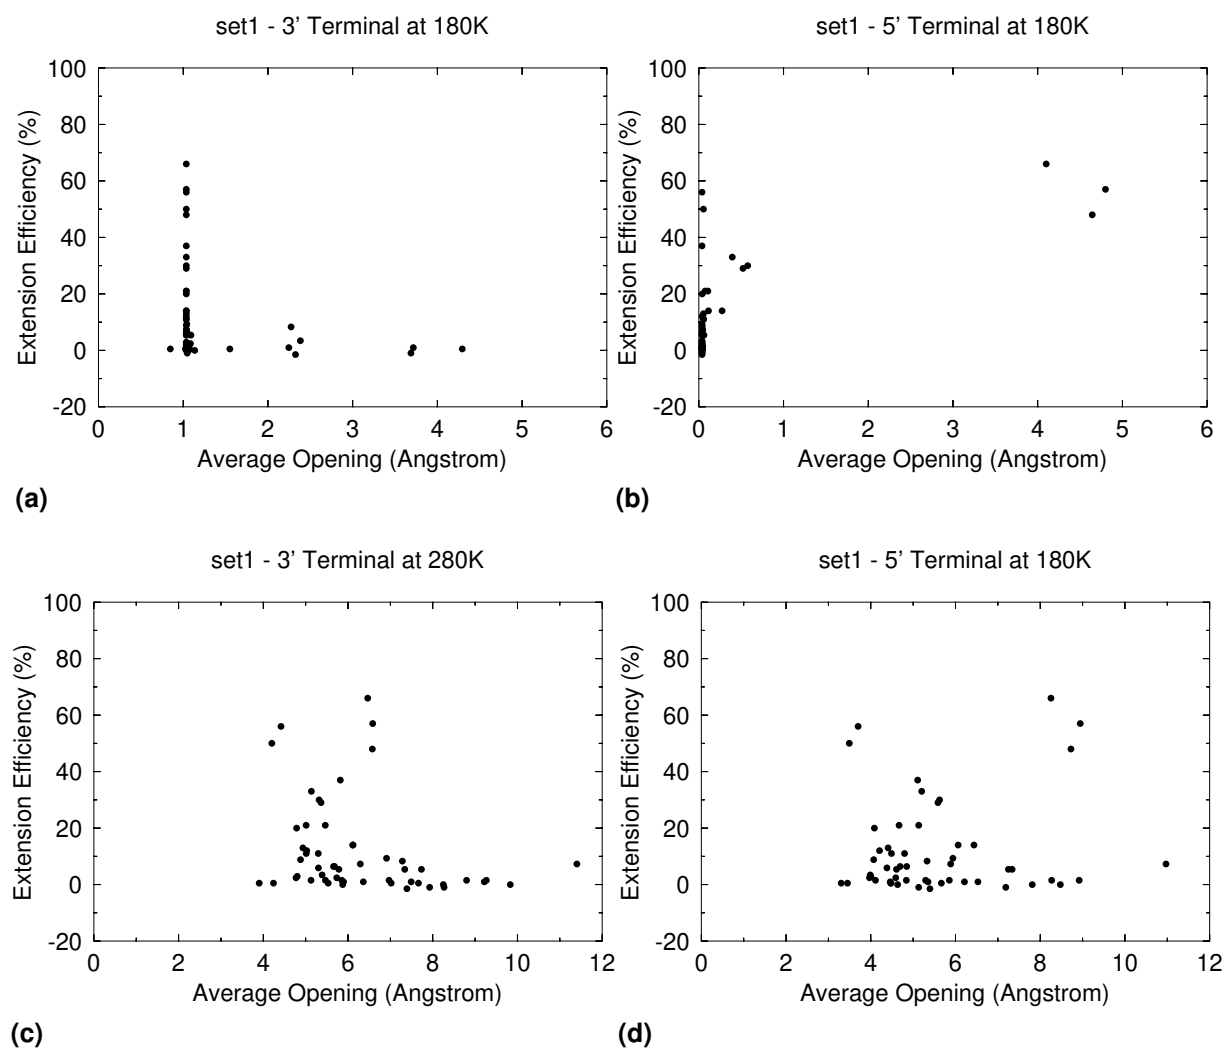 set1 - 3’ Terminal at 180K
100
80
60
40
20
0
-20
Extension Efficiency (%)
0 1 2 3 4 5 6
Average Opening (Angstrom)
(a)
set1 - 5’ Terminal at 180K
100
80
60
40
20
0
-20
Extension Efficiency (%)
0 1 2 3 4 5 6
Average Opening (Angstrom)
(b)
set1 - 3’ Terminal at 280K
100
80
60
40
20
0
-20
Extension Efficiency (%)
0 2 4 6 8 10 12
Average Opening (Angstrom)
(c)
set1 - 5’ Terminal at 180K
100
80
60
40
20
0
-20
Extension Efficiency (%)
0 2 4 6 8 10 12
Average Opening (Angstrom)
(d)